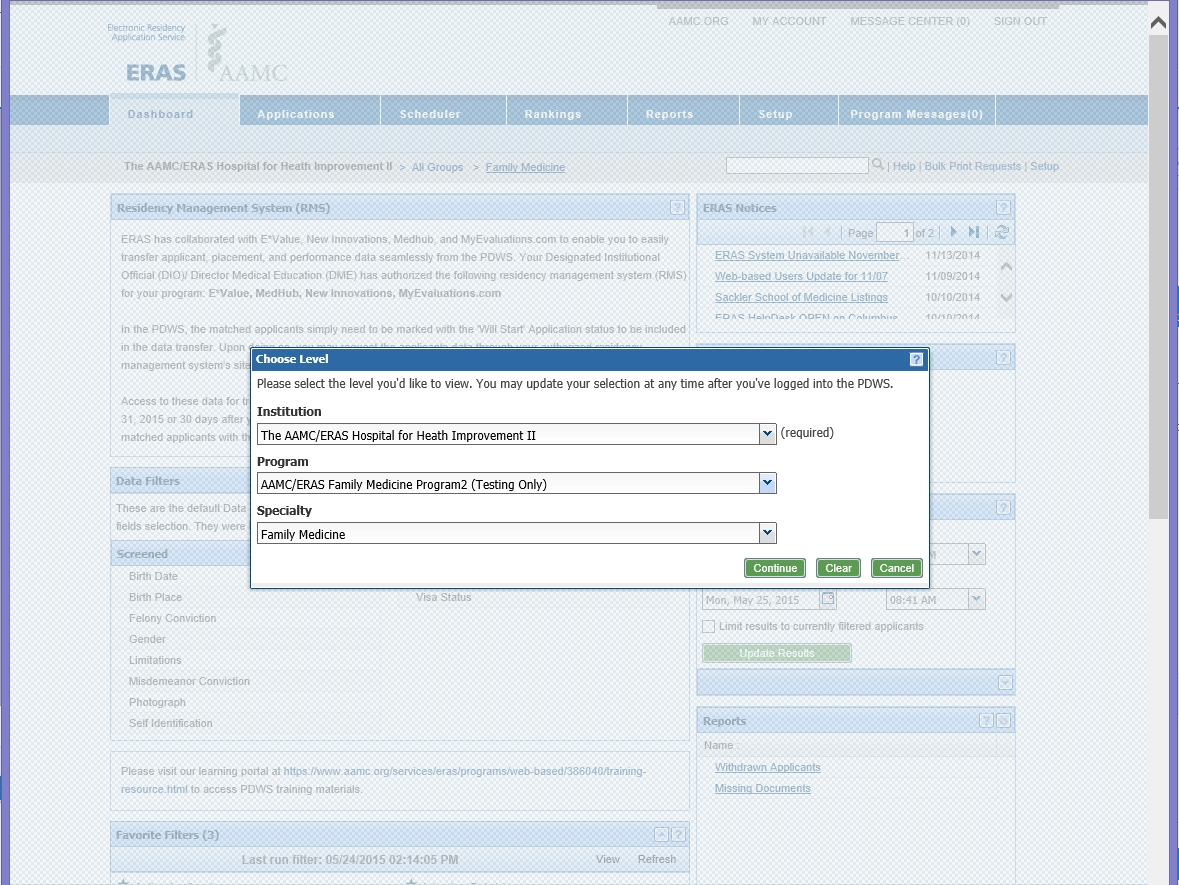 AAMC.ORG MY ACCOUNT MESSAGE CENTER (0) SIGN OUT
Electronic Residency
Application Service
ERAS AAMC
Dashboard Applications Scheduler Rankings Reports Setup Program Messages(0)
The AAMC/ERAS Hospital for Heath Improvement II > All Groups > Family Medicine
| Help | Bulk Print Requests | Setup
Residency Management System (RMS) ?
ERAS has collaborated with E*Value, New Innovations, Medhub, and MyEvaluations.com to enable you to easily
transfer applicant, placement, and performance data seamlessly from the PDWS. Your Designated Institutional
Official (DIO)/ Director Medical Education (DME) has authorized the following residency management system (RMS)
for your program: E*Value, MedHub, New Innovations, MyEvaluations.com
In the PDWS, the matched applicants simply need to be marked with the 'Will Start' Application status to be included
in the data transfer. Upon doing so, you may request the applicants data through your authorized residency
management system's site
Access to these data for tr
31, 2015 or 30 days after y
matched applicants with th
ERAS Notices ?
| Page 1 of 2
ERAS System Unavailable November... 11/13/2014
Web-based Users Update for 11/07 11/09/2014
Sackler School of Medicine Listings 10/10/2014
ERAS HelpDesk OPEN on Columbus 10/10/2014
?
Choose Level ?
Please select the level you'd like to view. You may update your selection at any time after you've logged into the PDWS.
Institution
The AAMC/ERAS Hospital for Heath Improvement II (required)
Program
AAMC/ERAS Family Medicine Program2 (Testing Only)
Specialty
Family Medicine
Continue Clear Cancel
Data Filters
These are the default Data
fields selection. They were
Screened
Birth Date
Birth Place Visa Status
Felony Conviction
Gender
Limitations
Misdemeanor Conviction
Photograph
Self Identification
?
M
Mon, May 25, 2015 08:41 AM
Limit results to currently filtered applicants
Update Results
Reports ?
Name :
Withdrawn Applicants
Missing Documents
Please visit our learning portal at https://www.aamc.org/services/eras/programs/web-based/386040/training-
resource.html to access PDWS training materials.
Favorite Filters (3) ?
Last run filter: 05/24/2015 02:14:05 PM View Refresh